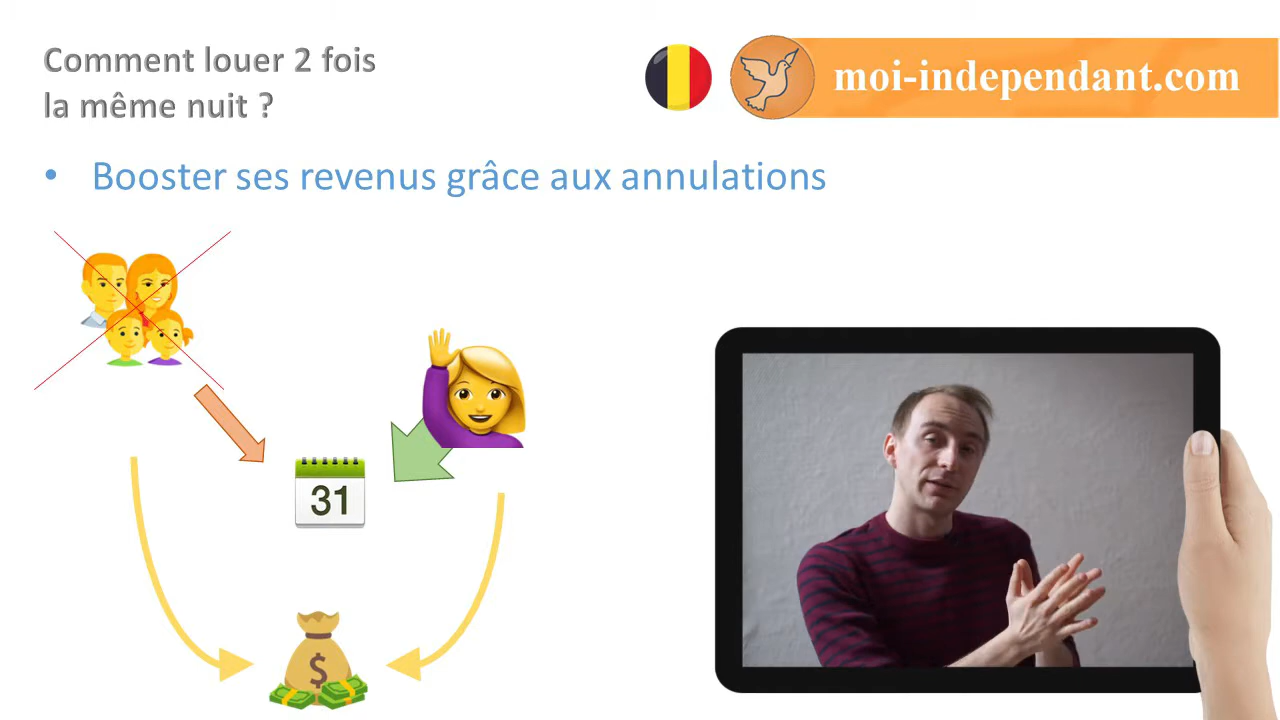 Comment louer 2 fois
la même nuit ?
moi-independant.com
• Booster ses revenus grâce aux annulations
31
$